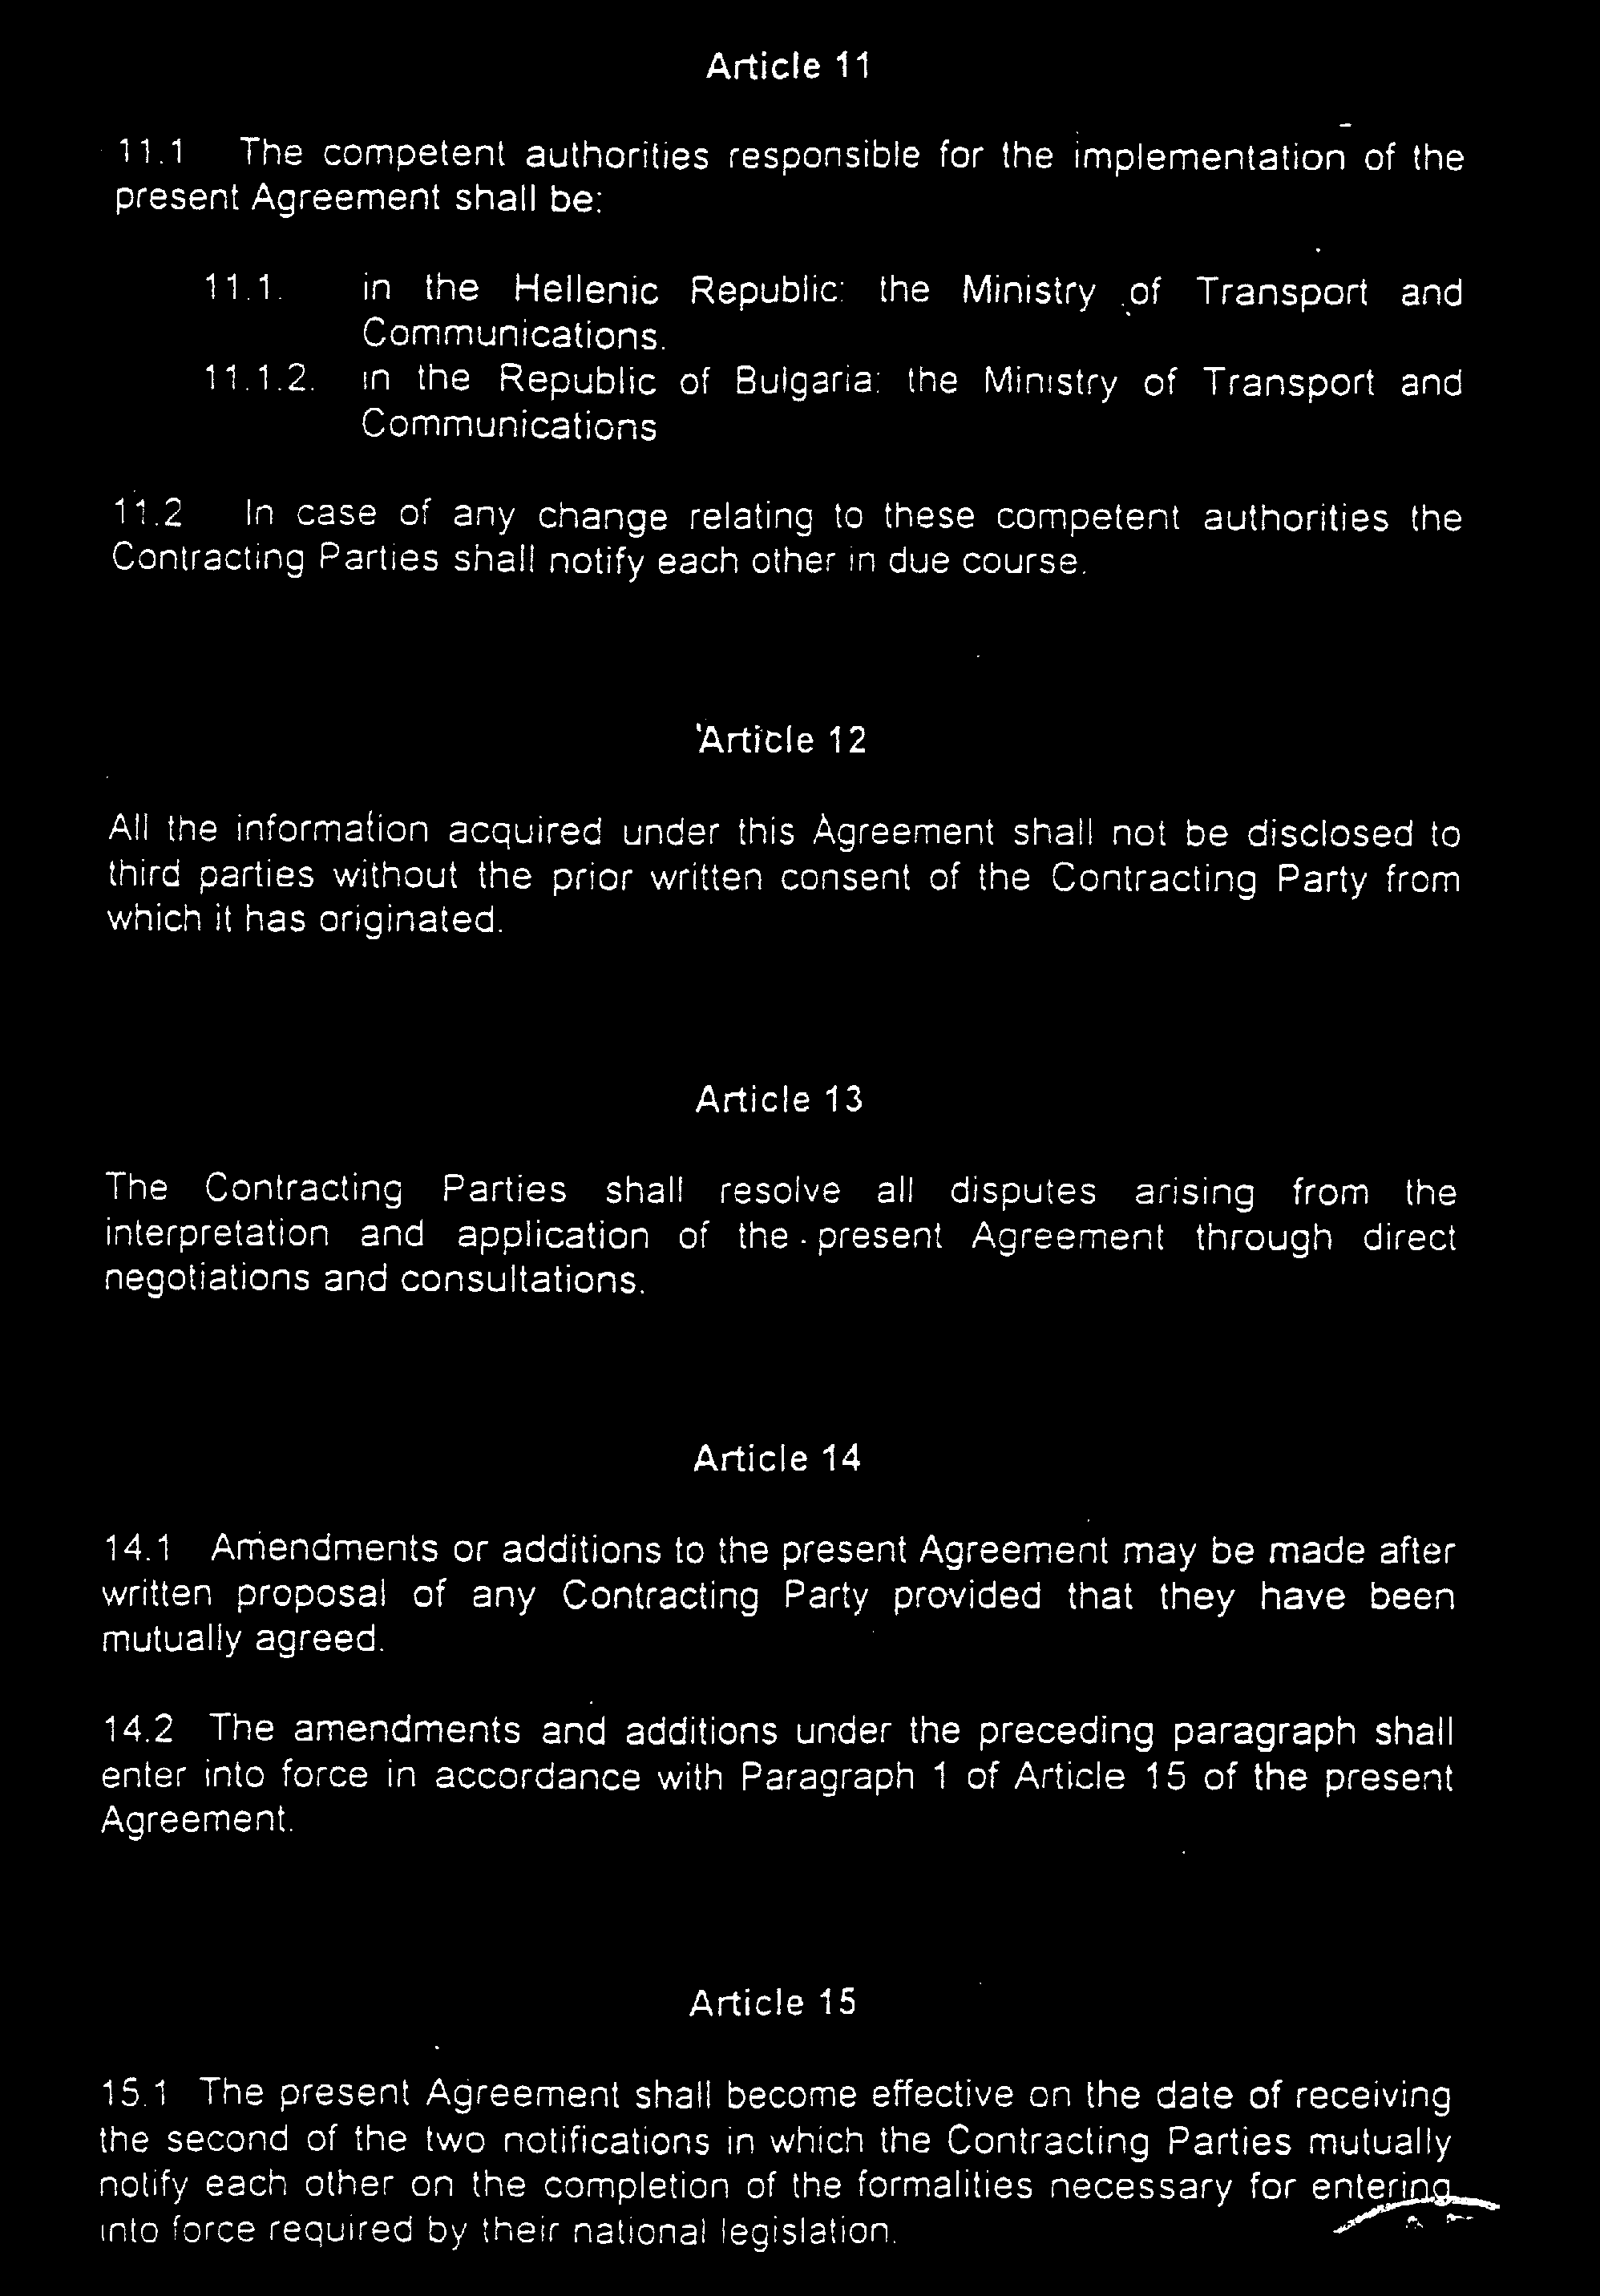 Article 11
11.1 The competent authorities responsible for the implementation of the
present Agreement shall be:
11.1. in the Hellenic Republic: the Ministry of Transport and
Communications.
11.1.2. in the Republic of Bulgaria: the Ministry of Transport and
Communications
11.2 In case of any change relating to these competent authorities the
Contracting Parties shall notify each other in due course.
Article 12
All the information acquired under this Agreement shall not be disclosed to
third parties without the prior written consent of the Contracting Party from
which it has originated.
Article 13
The Contracting Parties shall resolve all disputes arising from the
interpretation and application of the present Agreement through direct
negotiations and consultations.
Article 14
14.1 Amendments or additions to the present Agreement may be made after
written proposal of any Contracting Party provided that they have been
mutually agreed.
14.2 The amendments and additions under the preceding paragraph shall
enter into force in accordance with Paragraph 1 of Article 15 of the present
Agreement.
Article 15
15.1 The present Agreement shall become effective on the date of receiving
the second of the two notifications in which the Contracting Parties mutually
notify each other on the completion of the formalities necessary for entering
into force required by their national legislation.